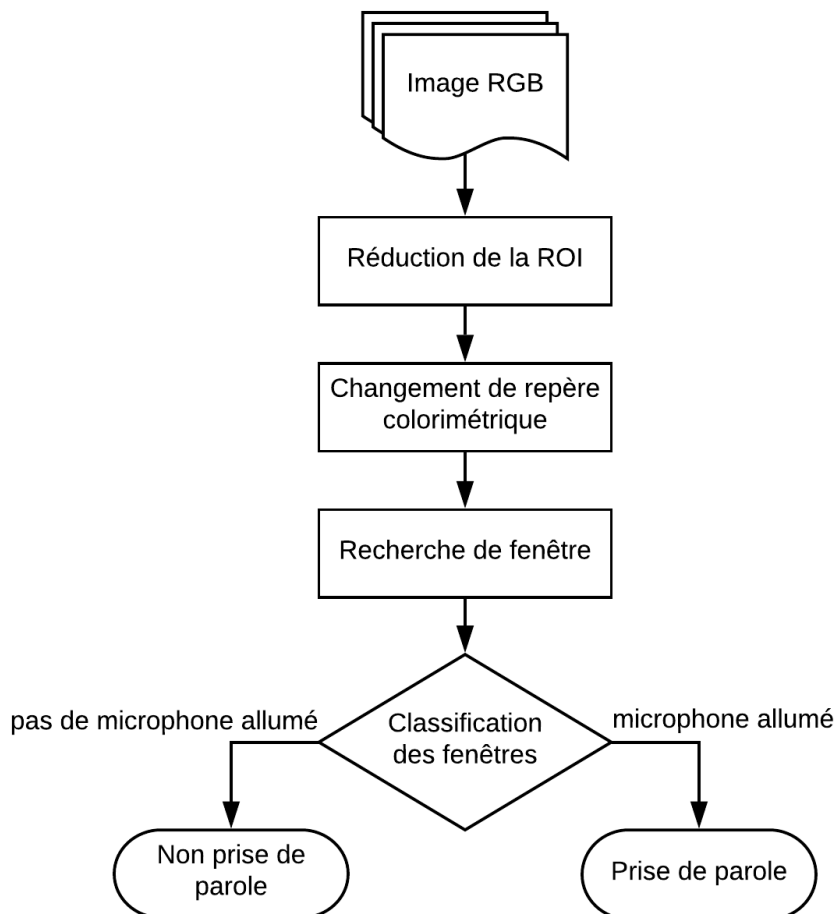 Image RGB
Réduction de la ROI
Changement de repère
colorimétrique
Recherche de fenêtre
pas de microphone allumé
Classification
des fenêtres
microphone allumé
Non prise de
parole
Prise de parole